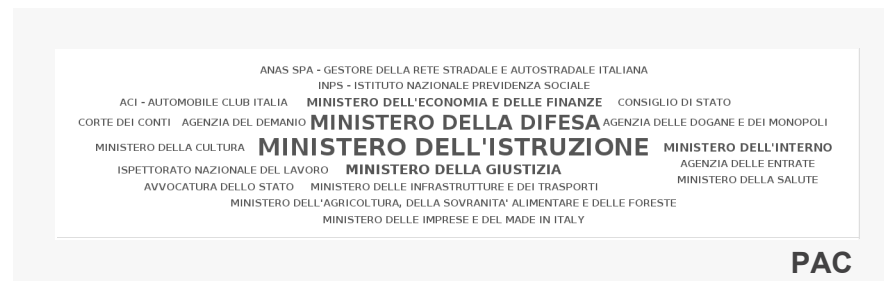 ANAS SPA - GESTORE DELLA RETE STRADALE E AUTOSTRADALE ITALIANA
INPS - ISTITUTO NAZIONALE PREVIDENZA SOCIALE
ACI - AUTOMOBILE CLUB ITALIA MINISTERO DELL'ECONOMIA E DELLE FINANZE CONSIGLIO DI STATO
CORTE DEI CONTI AGENZIA DEL DEMANIO MINISTERO DELLA DIFESA AGENZIA DELLE DOGANE E DEI MONOPOLI
MINISTERO DELLA CULTURA MINISTERO DELL'ISTRUZIONE MINISTERO DELL'INTERNO
ISPETTORATO NAZIONALE DEL LAVORO MINISTERO DELLA GIUSTIZIA AGENZIA DELLE ENTRATE
AVVOCATURA DELLO STATO MINISTERO DELLE INFRASTRUTTURE E DEI TRASPORTI MINISTERO DELLA SALUTE
MINISTERO DELL'AGRICOLTURA, DELLA SOVRANITA' ALIMENTARE E DELLE FORESTE
MINISTERO DELLE IMPRESE E DEL MADE IN ITALY
PAC